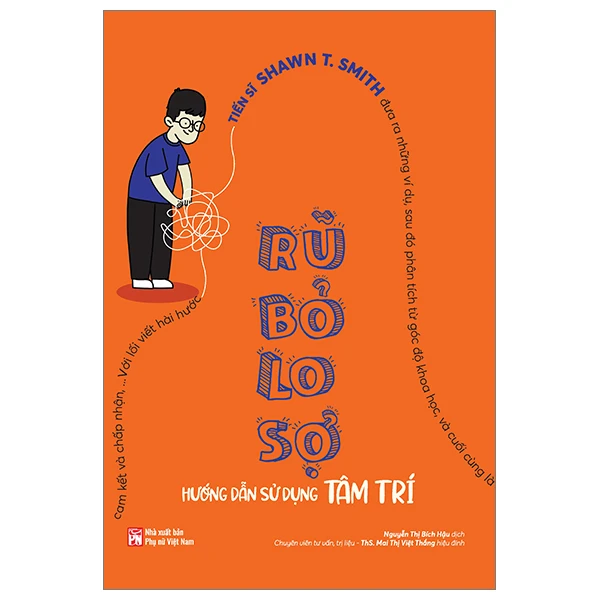 cam kết và chấp nhận, ... Với lối viết hài hước
TIẾN SĨ SHAWN T. SMITH
đưa ra những ví dụ, sau đó phân tích từ góc độ khoa học, và cuối cùng là
RŨ
BỎ
LO
SỢ
HƯỚNG DẪN SỬ DỤNG TÂM TRÍ
PN
Nhà xuất bản
Phụ nữ Việt Nam
Nguyễn Thị Bích Hậu dịch
Chuyên viên tư vấn, trị liệu - ThS. Mai Thị Việt Thắng hiệu đính